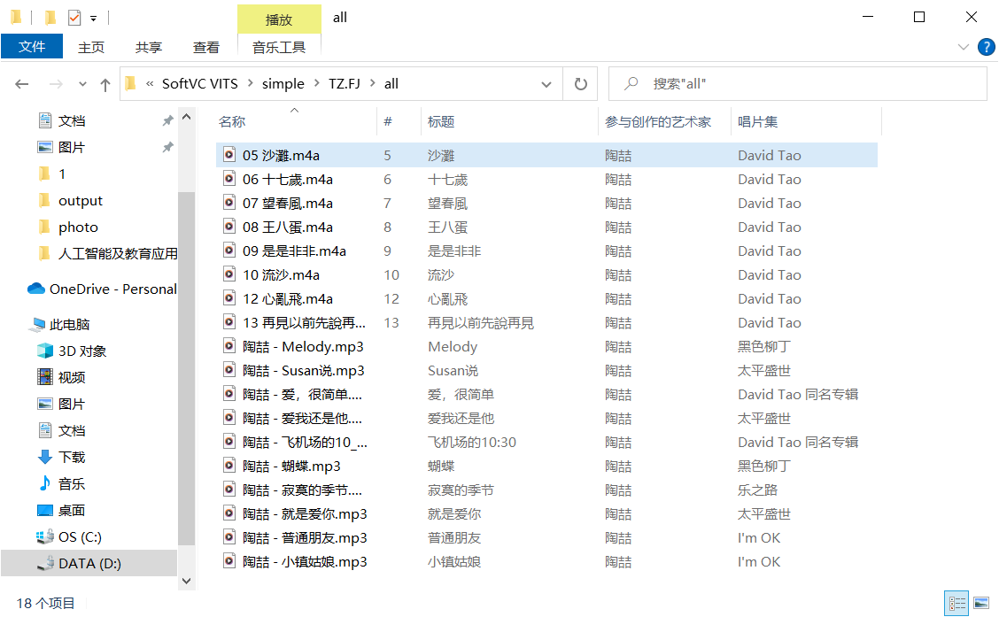 播放 all
文件 主页 共享 查看 音乐工具
« SoftVC VITS › simple › TZ.FJ › all 搜索"all"
文档
图片
1
output
photo
人工智能及教育应用
OneDrive - Personal
此电脑
3D 对象
视频
图片
文档
下载
音乐
桌面
OS (C:)
DATA (D:)
名称 # 标题 参与创作的艺术家 唱片集
05 沙灘.m4a 5 沙灘 陶喆 David Tao
06 十七歲.m4a 6 十七歲 陶喆 David Tao
07 望春風.m4a 7 望春風 陶喆 David Tao
08 王八蛋.m4a 8 王八蛋 陶喆 David Tao
09 是是非非.m4a 9 是是非非 陶喆 David Tao
10 流沙.m4a 10 流沙 陶喆 David Tao
12 心亂飛.m4a 12 心亂飛 陶喆 David Tao
13 再見以前先說再... 13 再見以前先說再見 陶喆 David Tao
陶喆 - Melody.mp3 Melody 陶喆 黑色柳丁
陶喆 - Susan说.mp3 Susan说 陶喆 太平盛世
陶喆 - 爱，很简单.... 爱，很简单 陶喆 David Tao 同名专辑
陶喆 - 爱我还是他.... 爱我还是他 陶喆 太平盛世
陶喆 - 飞机场的10_... 飞机场的10:30 陶喆 David Tao 同名专辑
陶喆 - 蝴蝶.mp3 蝴蝶 陶喆 黑色柳丁
陶喆 - 寂寞的季节.... 寂寞的季节 陶喆 乐之路
陶喆 - 就是爱你.mp3 就是爱你 陶喆 太平盛世
陶喆 - 普通朋友.mp3 普通朋友 陶喆 I'm OK
陶喆 - 小镇姑娘.mp3 小镇姑娘 陶喆 I'm OK
18 个项目